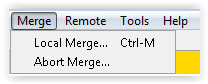 Merge Remote Tools Help
Local Merge... Ctrl-M
Abort Merge...